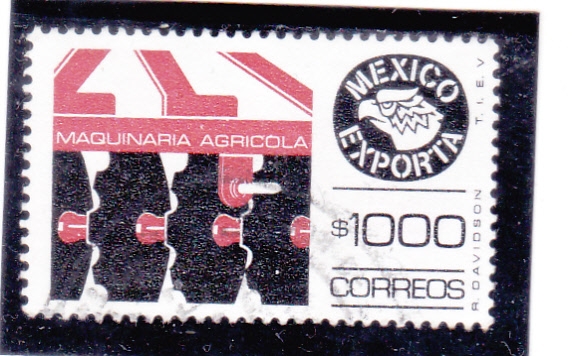 MAQUINARIA AGRICOLA
MEXICO
EXPORTA
$1000
CORREOS
R. DAVIDSON
T. I. E. V